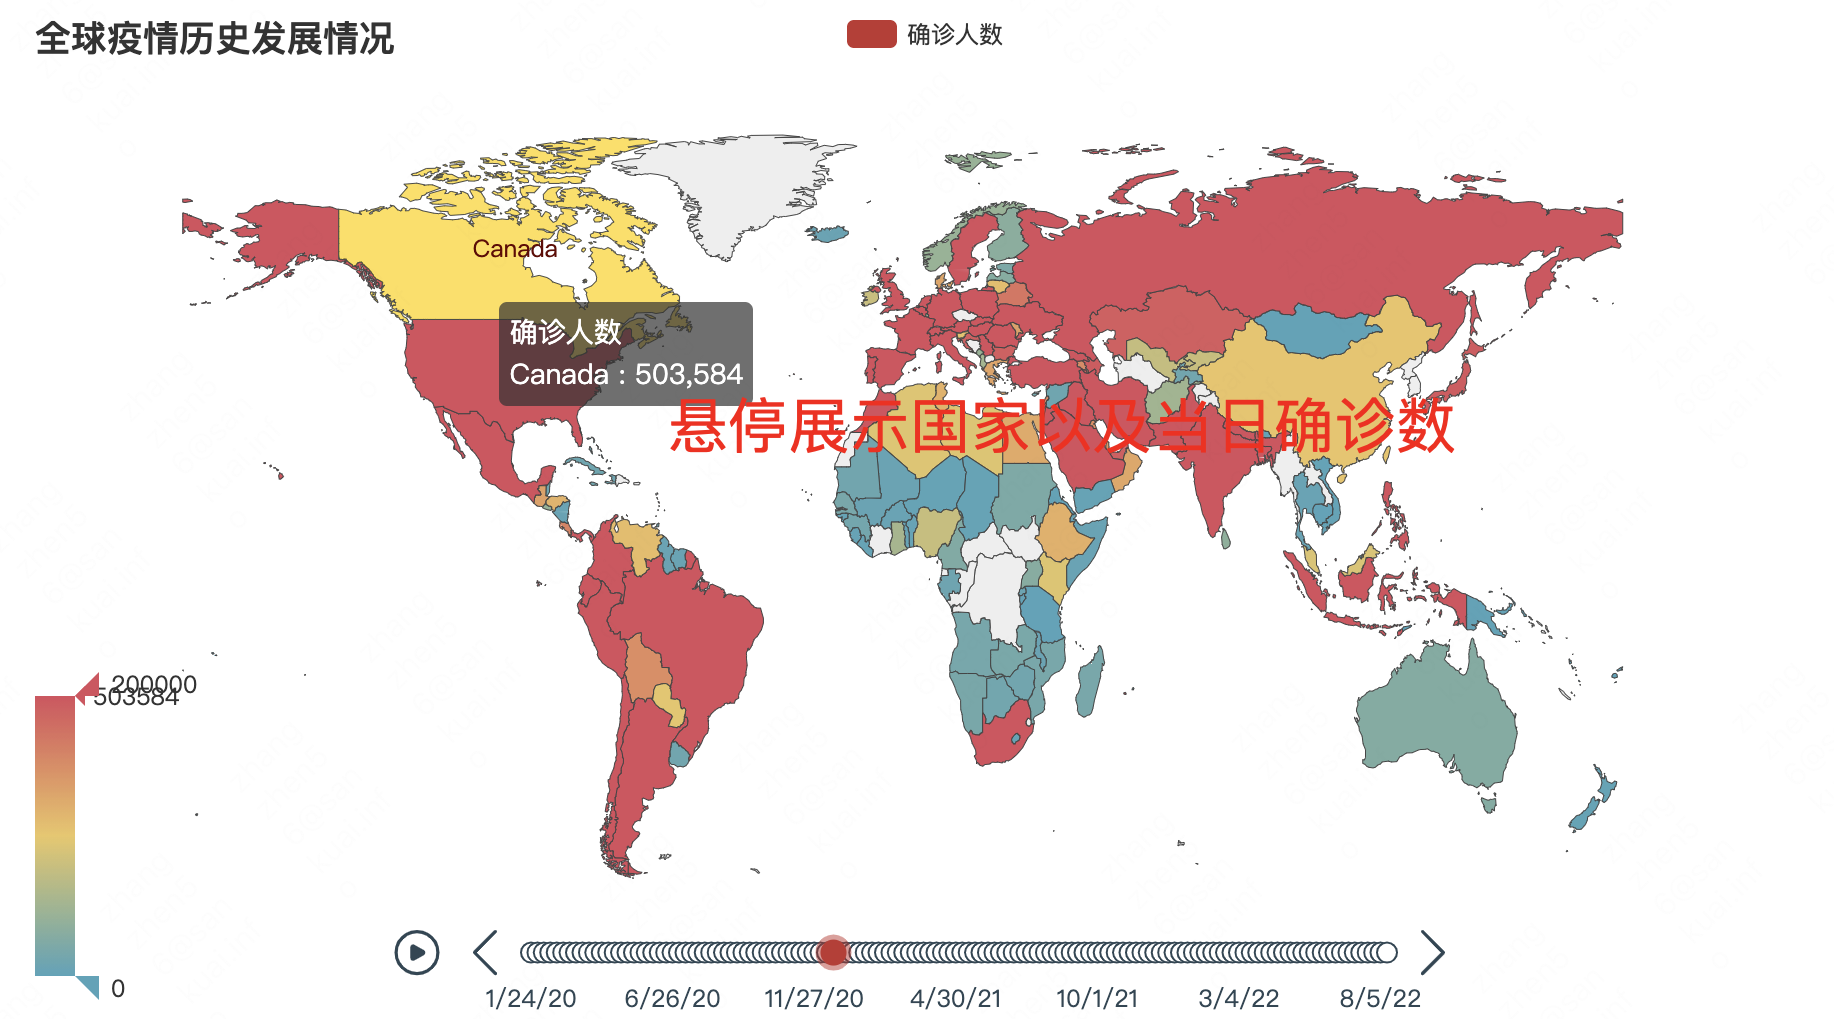 全球疫情历史发展情况
确诊人数
Canada
确诊人数
Canada : 503,584
悬停展示国家以及当日确诊数
200000
503584
0
1/24/20
6/26/20
11/27/20
4/30/21
10/1/21
3/4/22
8/5/22